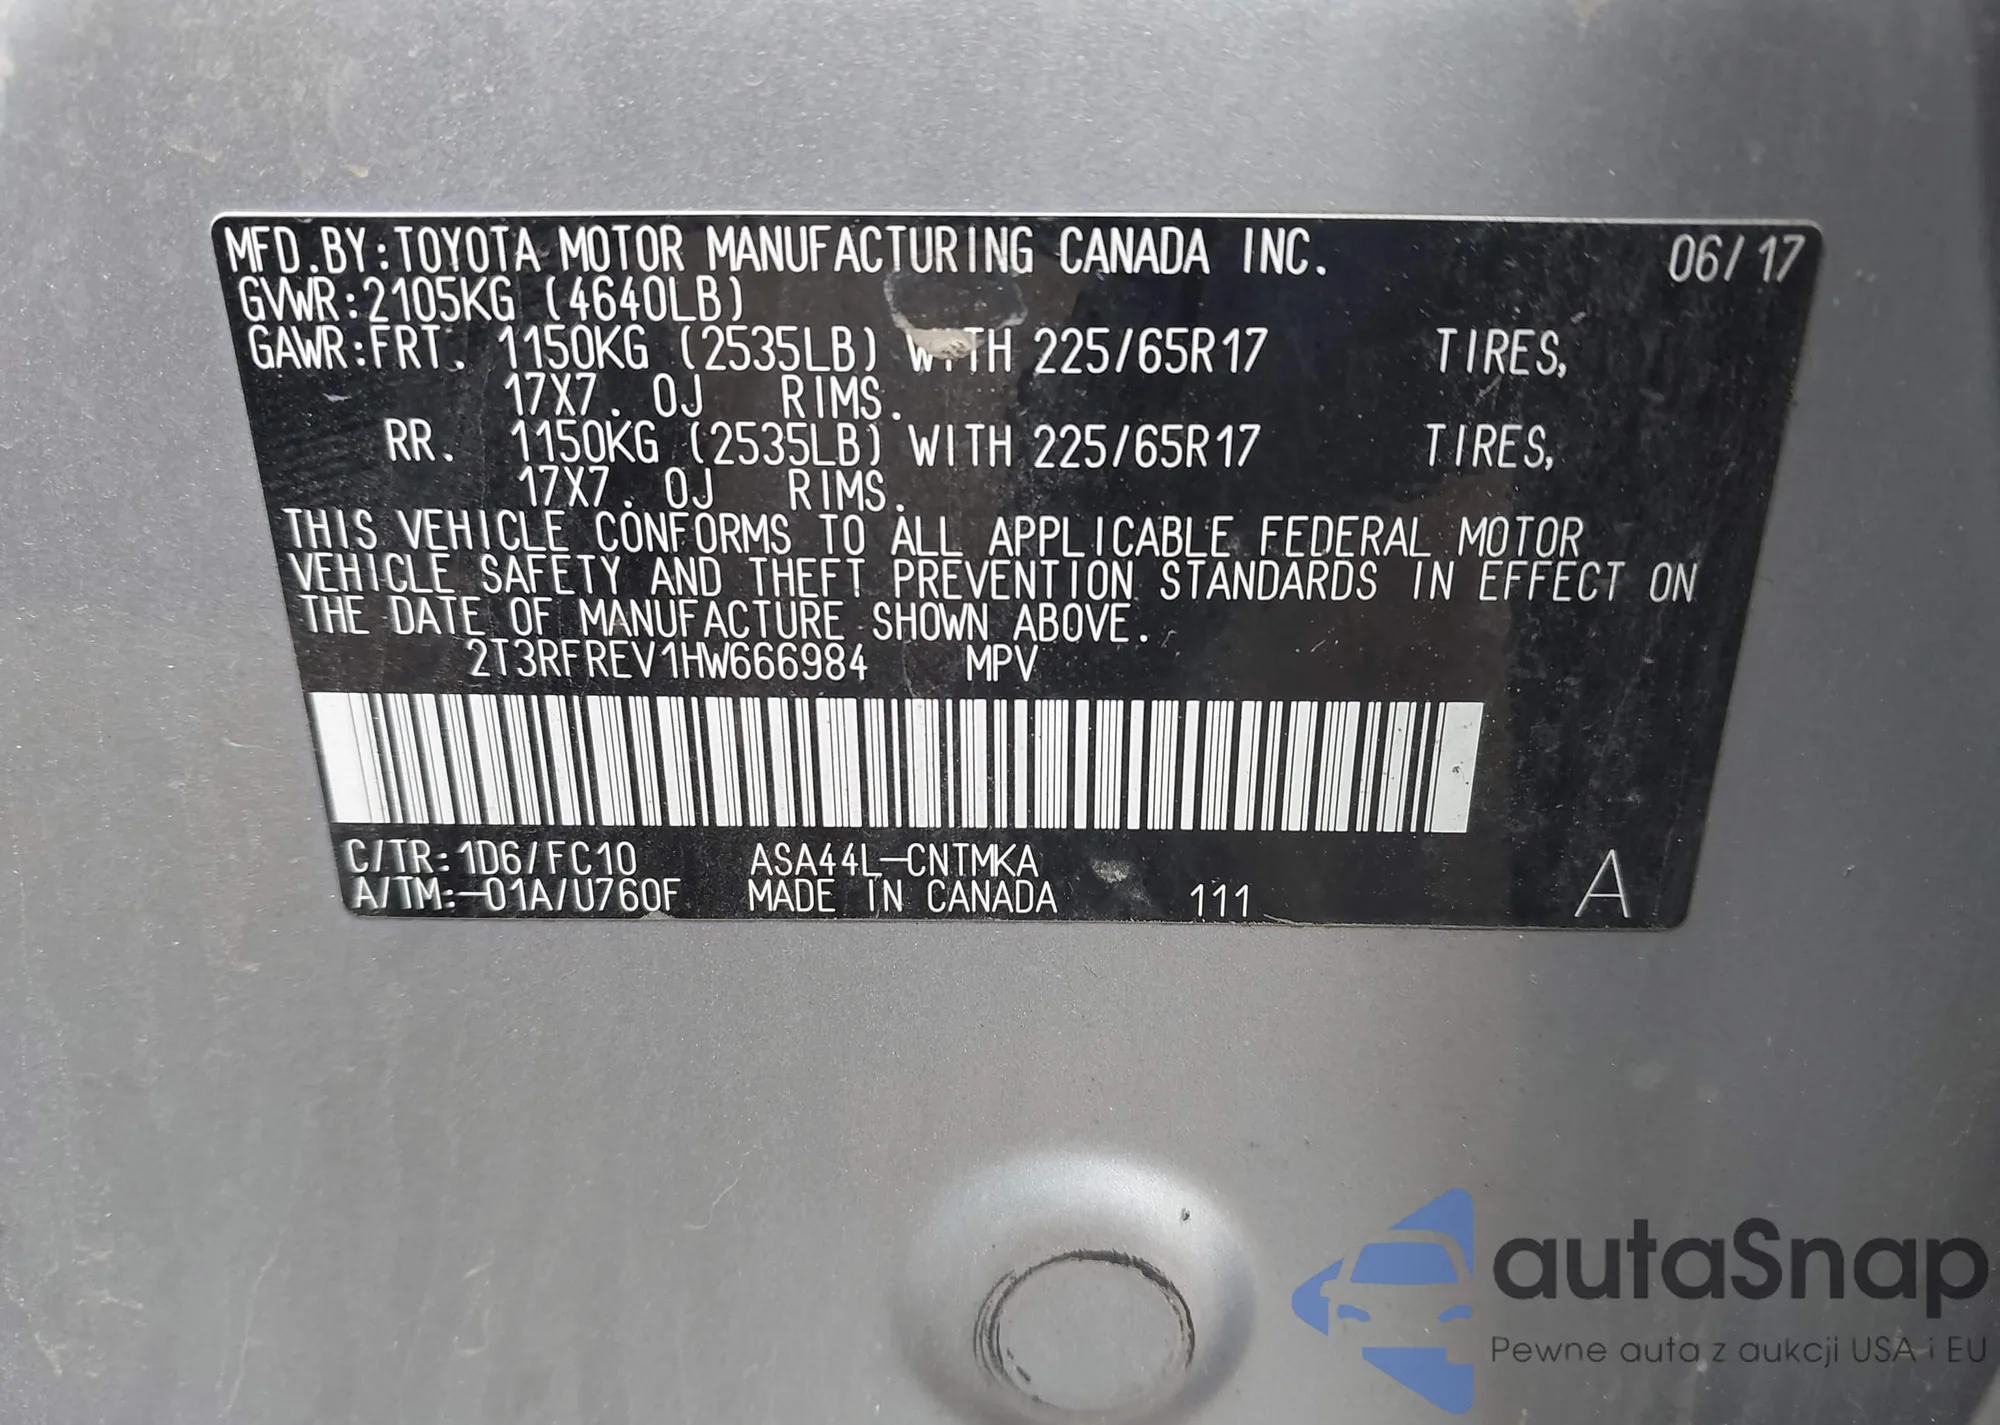 MFD.BY:TOYOTA MOTOR MANUFACTURING CANADA INC. 06/17
GVWR:2105KG (4640LB)
GAWR:FRT. 1150KG (2535LB) WITH 225/65R17 TIRES,
17X7. 0J RIMS.
RR. 1150KG (2535LB) WITH 225/65R17 TIRES,
17X7. 0J RIMS.
THIS VEHICLE CONFORMS TO ALL APPLICABLE FEDERAL MOTOR
VEHICLE SAFETY AND THEFT PREVENTION STANDARDS IN EFFECT ON
THE DATE OF MANUFACTURE SHOWN ABOVE.
2T3RFREV1HW666984 MPV
C/TR:1D6/FC10 ASA44L-CNTMKA
A/TM:-01A/U760F MADE IN CANADA 111 A
autaSnap
Pewne auta z aukcji USA i EU